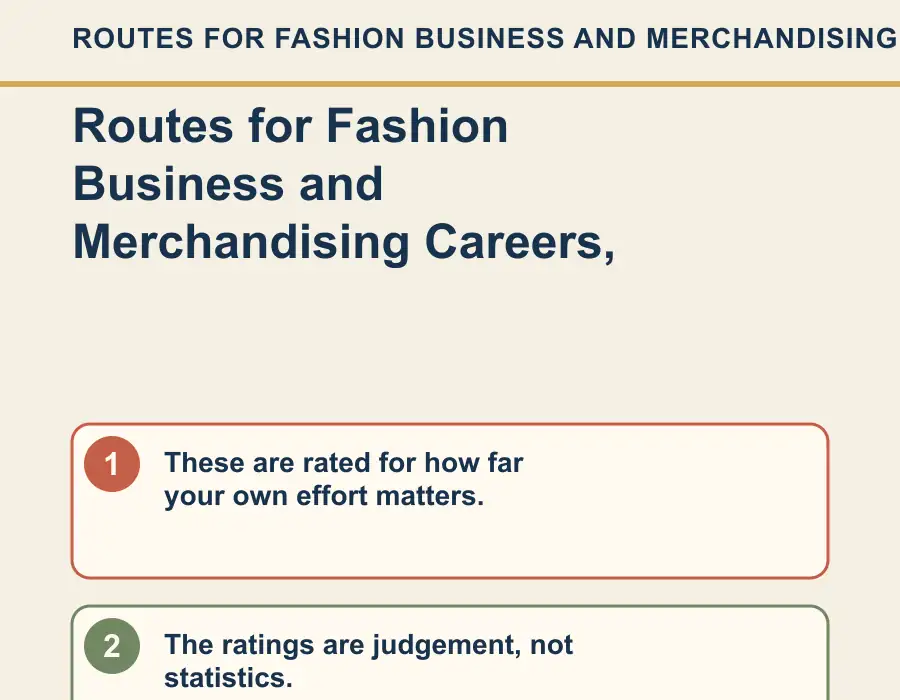 ROUTES FOR FASHION BUSINESS AND MERCHANDISING
Routes for Fashion
Business and
Merchandising Careers,
1
These are rated for how far
your own effort matters.
2
The ratings are judgement, not
statistics.